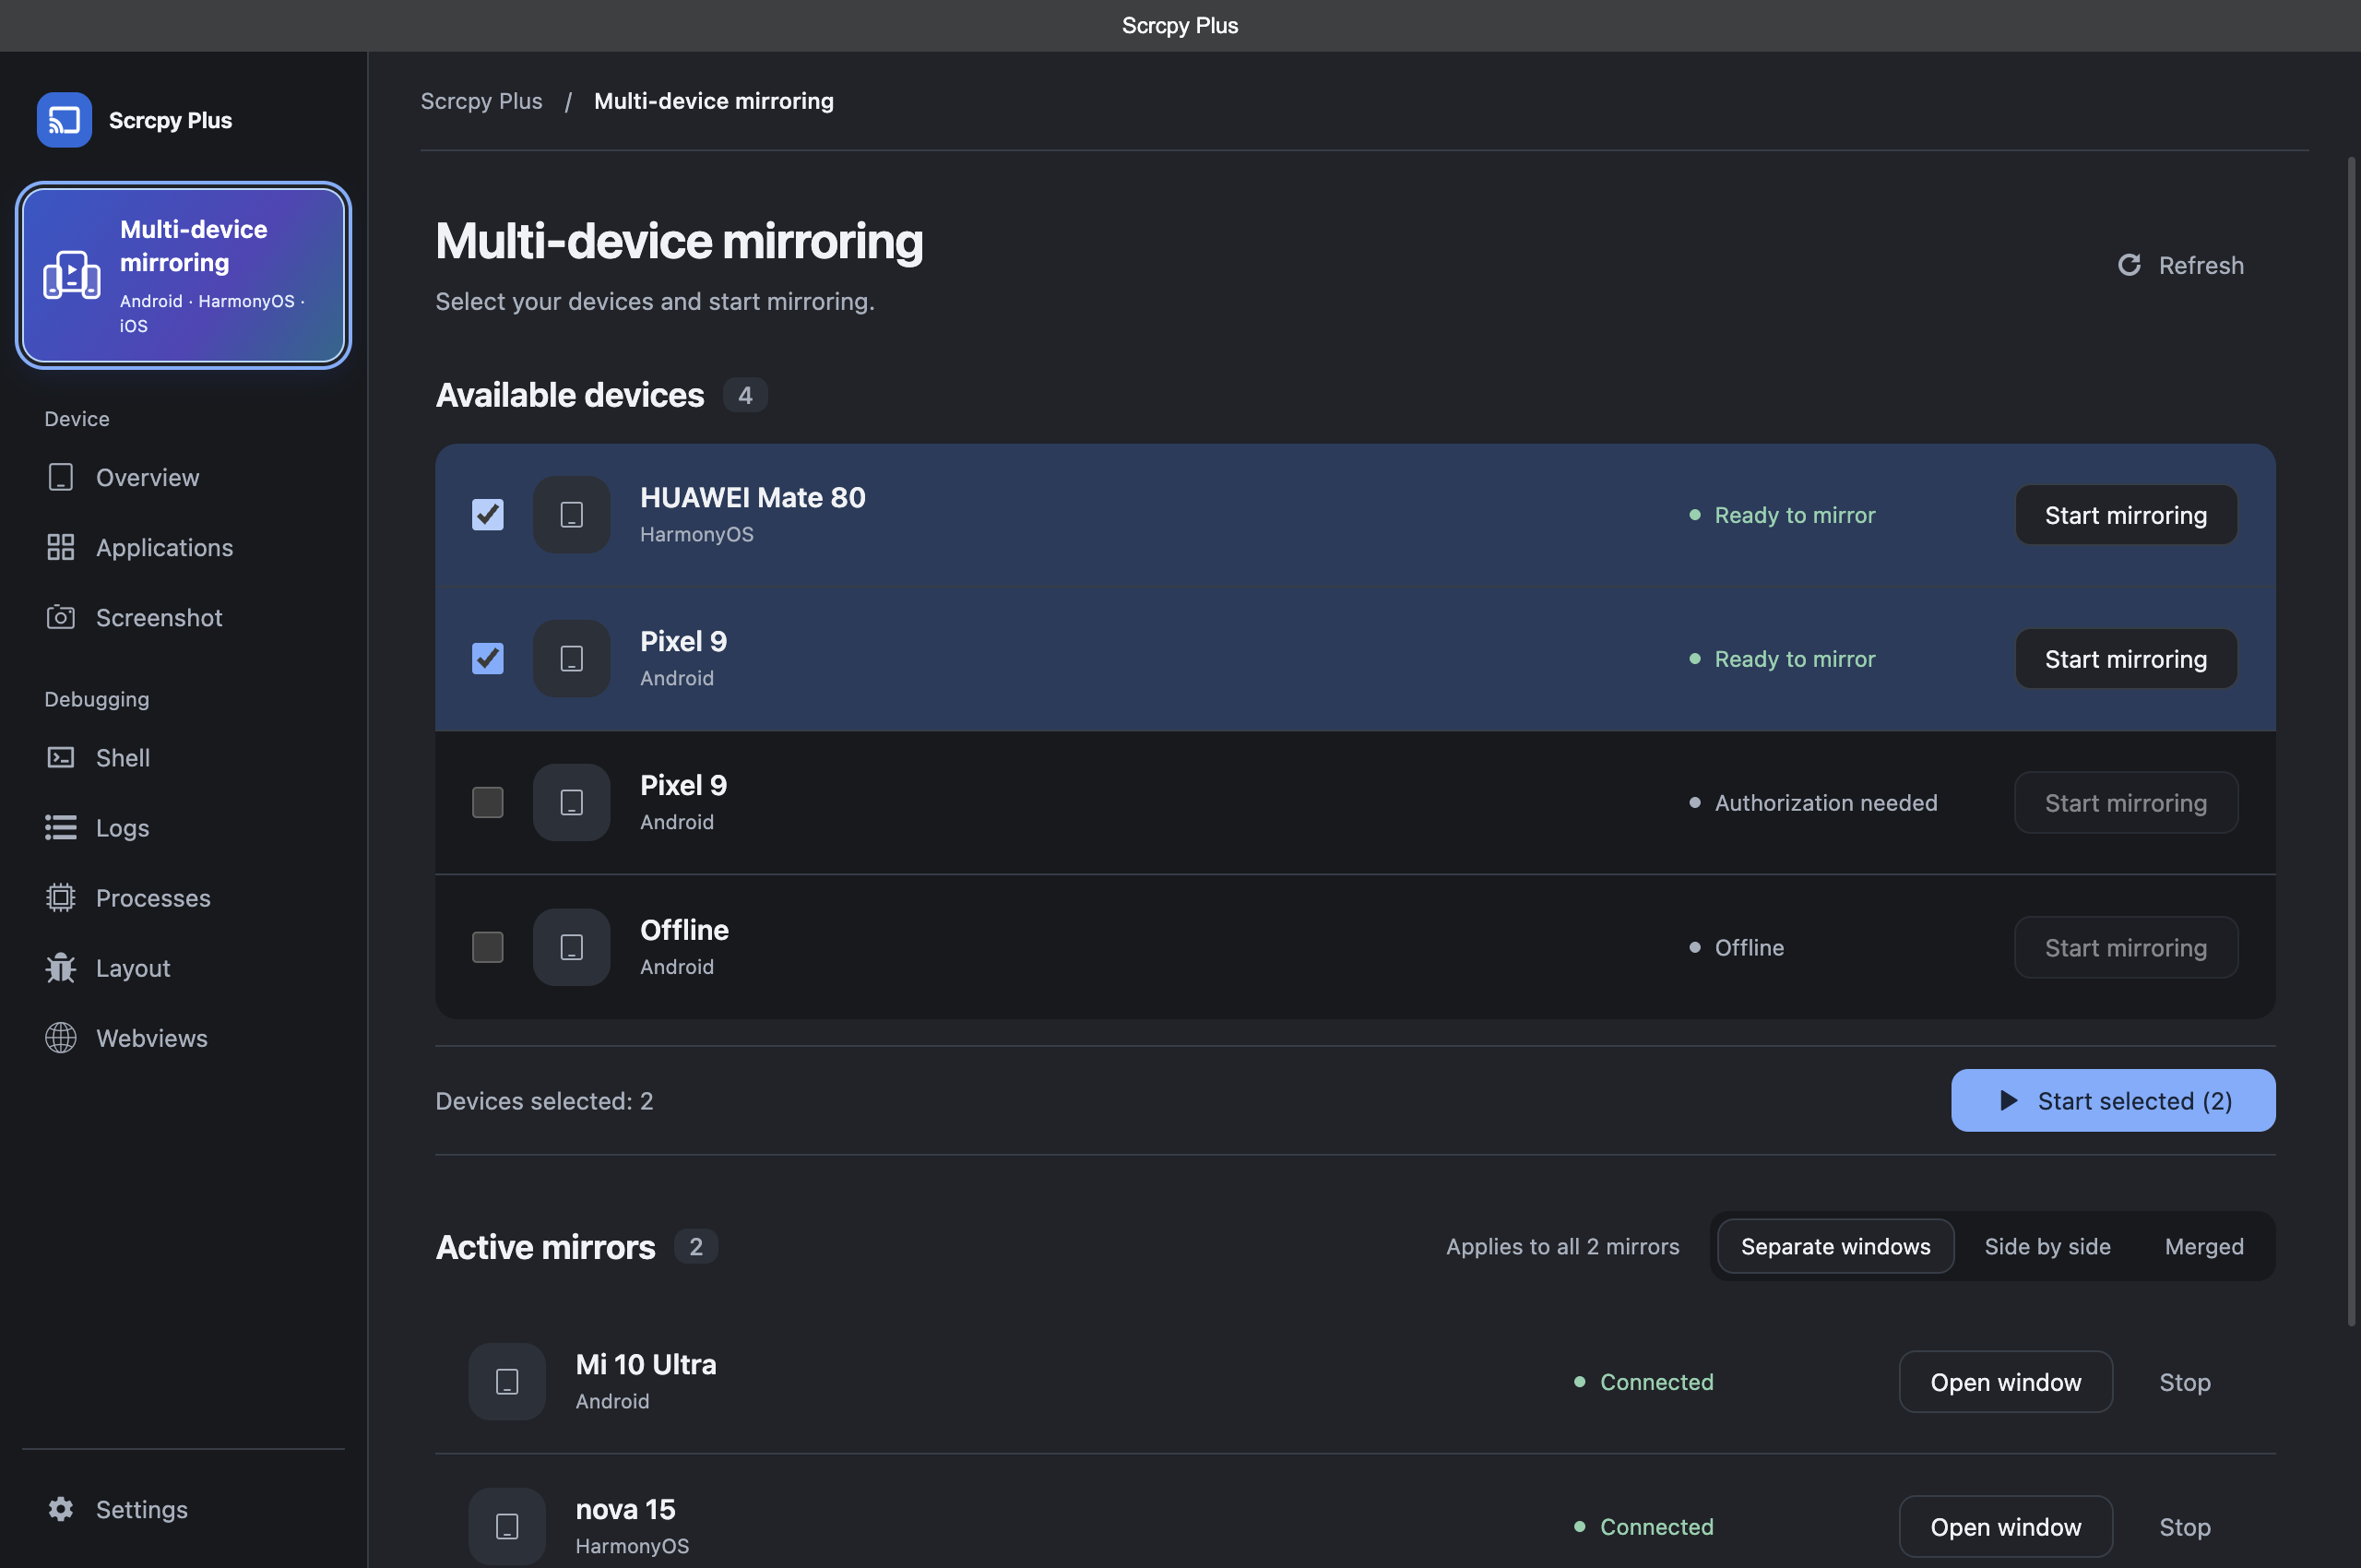 Scrcpy Plus
Scrcpy Plus
Multi-device
mirroring
Android · HarmonyOS ·
iOS
Device
Overview
Applications
Screenshot
Debugging
Shell
Logs
Processes
Layout
Webviews
Settings
Scrcpy Plus / Multi-device mirroring
Multi-device mirroring
Select your devices and start mirroring.
Refresh
Available devices 4
HUAWEI Mate 80
HarmonyOS
Ready to mirror
Start mirroring
Pixel 9
Android
Ready to mirror
Start mirroring
Pixel 9
Android
Authorization needed
Start mirroring
Offline
Android
Offline
Start mirroring
Devices selected: 2
Start selected (2)
Active mirrors 2
Applies to all 2 mirrors
Separate windows
Side by side
Merged
Mi 10 Ultra
Android
Connected
Open window
Stop
nova 15
HarmonyOS
Connected
Open window
Stop